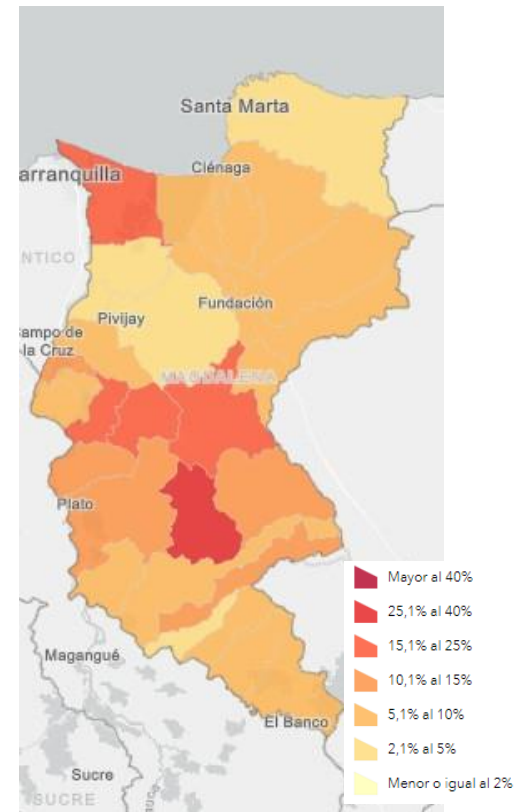 Santa Marta
Ciénaga
arranquilla
NTICO
Fundación
Pivijay
ampo de
la Cruz
MAGDALENA
Plato
Magangué
El Banco
Sucre
SUCRE
Mayor al 40%
25,1% al 40%
15,1% al 25%
10,1% al 15%
5,1% al 10%
2,1% al 5%
Menor o igual al 2%